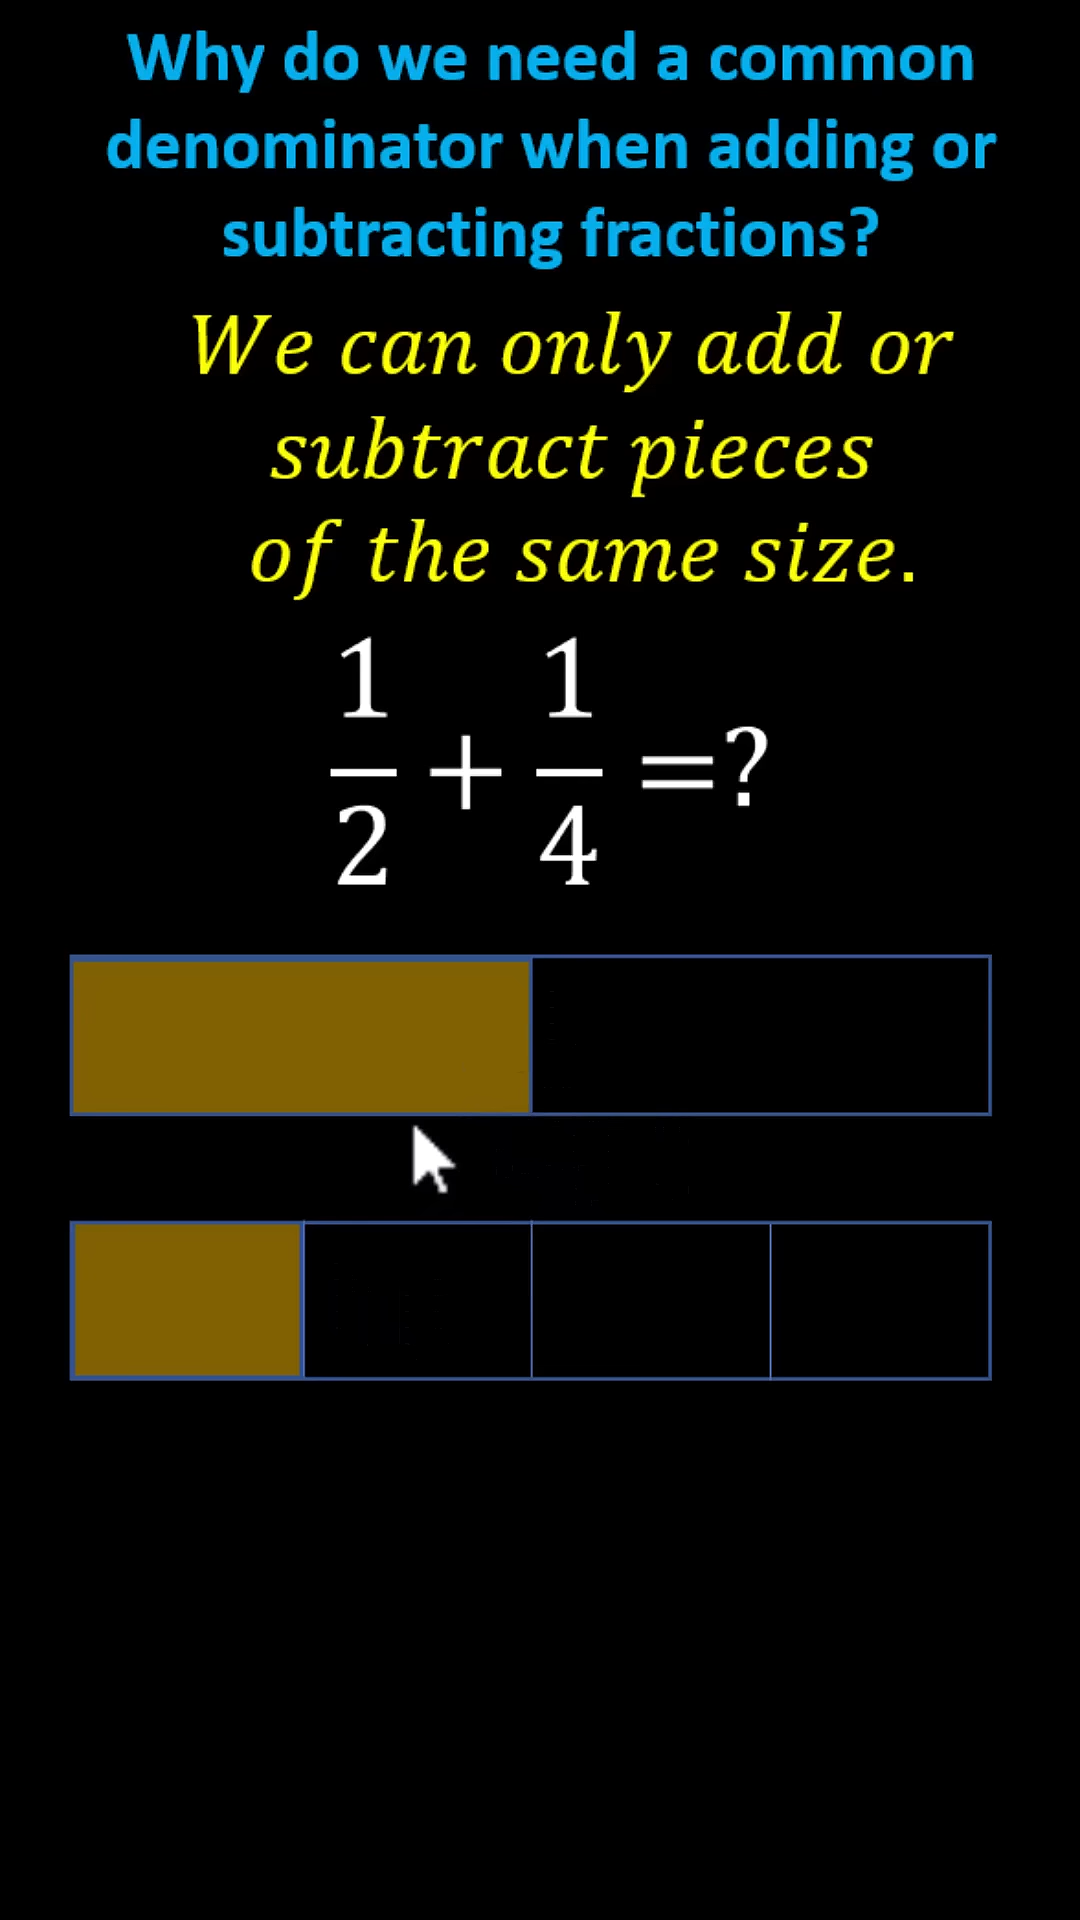 Why do we need a common
denominator when adding or
subtracting fractions?
We can only add or
subtract pieces
of the same size.
1/2 + 1/4 =?